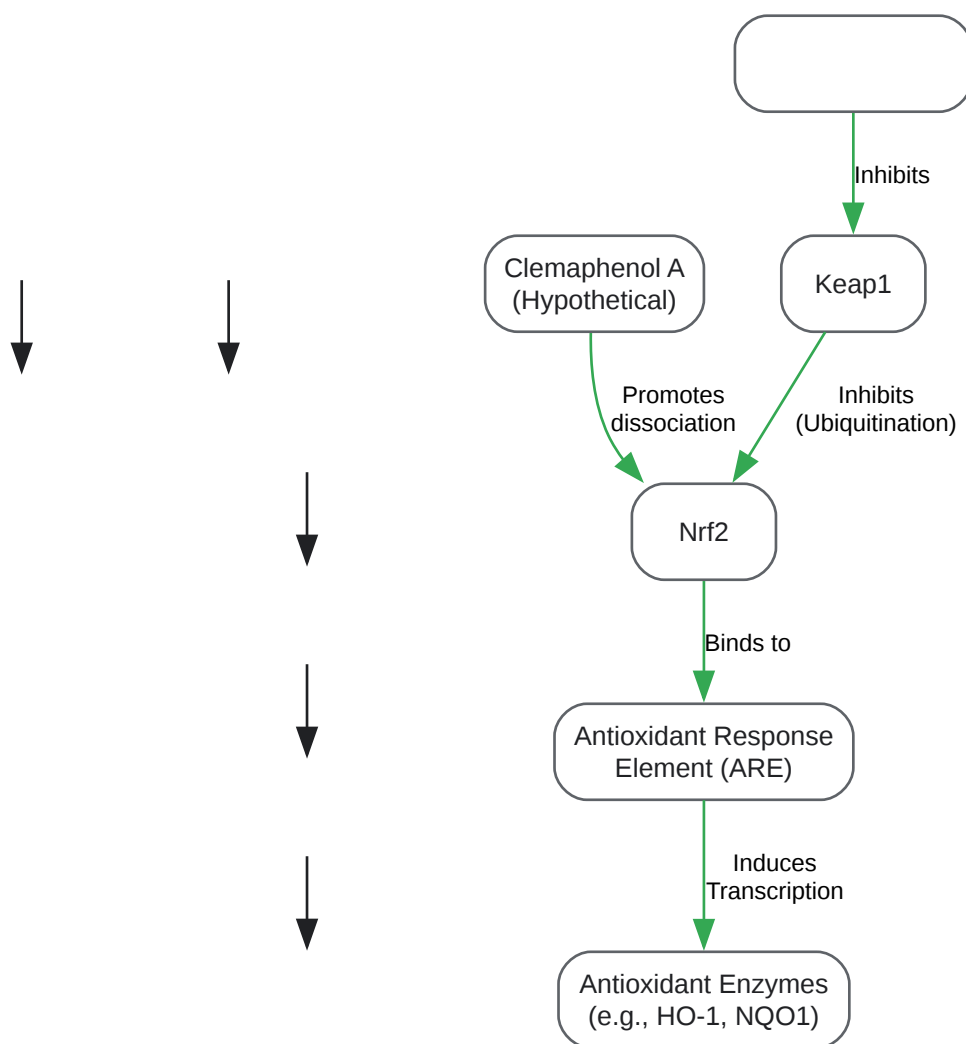 Inhibits
Clemaphenol A
(Hypothetical)
Keap1
Promotes
dissociation
Inhibits
(Ubiquitination)
Nrf2
Binds to
Antioxidant Response
Element (ARE)
Induces
Transcription
Antioxidant Enzymes
(e.g., HO-1, NQO1)